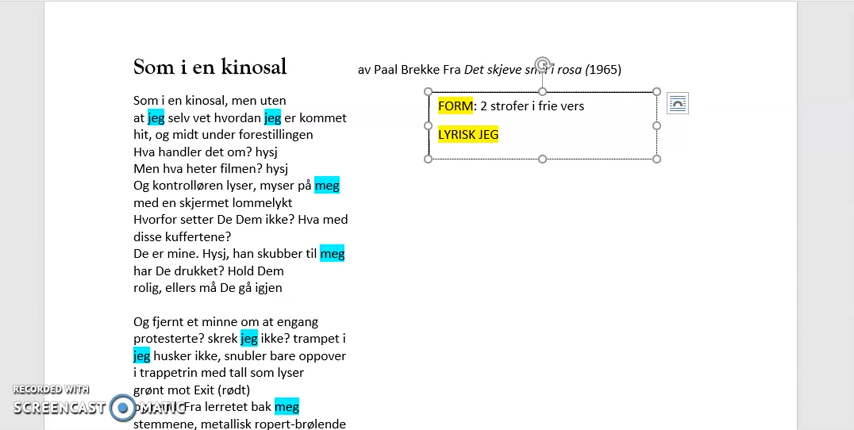 Som i en kinosal av Paal Brekke Fra Det skjeve i rosa (1965)
Som i en kinosal, men uten
at jeg selv vet hvordan jeg er kommet
hit, og midt under forestillingen
Hva handler det om? hysj
Men hva heter filmen? hysj
Og kontrolløren lyser, myser på meg
med en skjermet lommelykt
Hvorfor setter De Dem ikke? Hva med
disse kuffertene?
De er mine. Hysj, han skubber til meg
har De drukket? Hold Dem
rolig, ellers må De gå igjen
Og fjernt et minne om at engang
protesterte? skrek jeg ikke? trampet i
jeg husker ikke, snubler bare oppover
i trappetrin med tall som lyser
grønt mot Exit (rødt)
Fra lerretet bak meg
stemmene, metallisk ropert-brølende
FORM: 2 strofer i frie vers
LYRISK JEG
RECORDED WITH
SCREENCAST MATIC